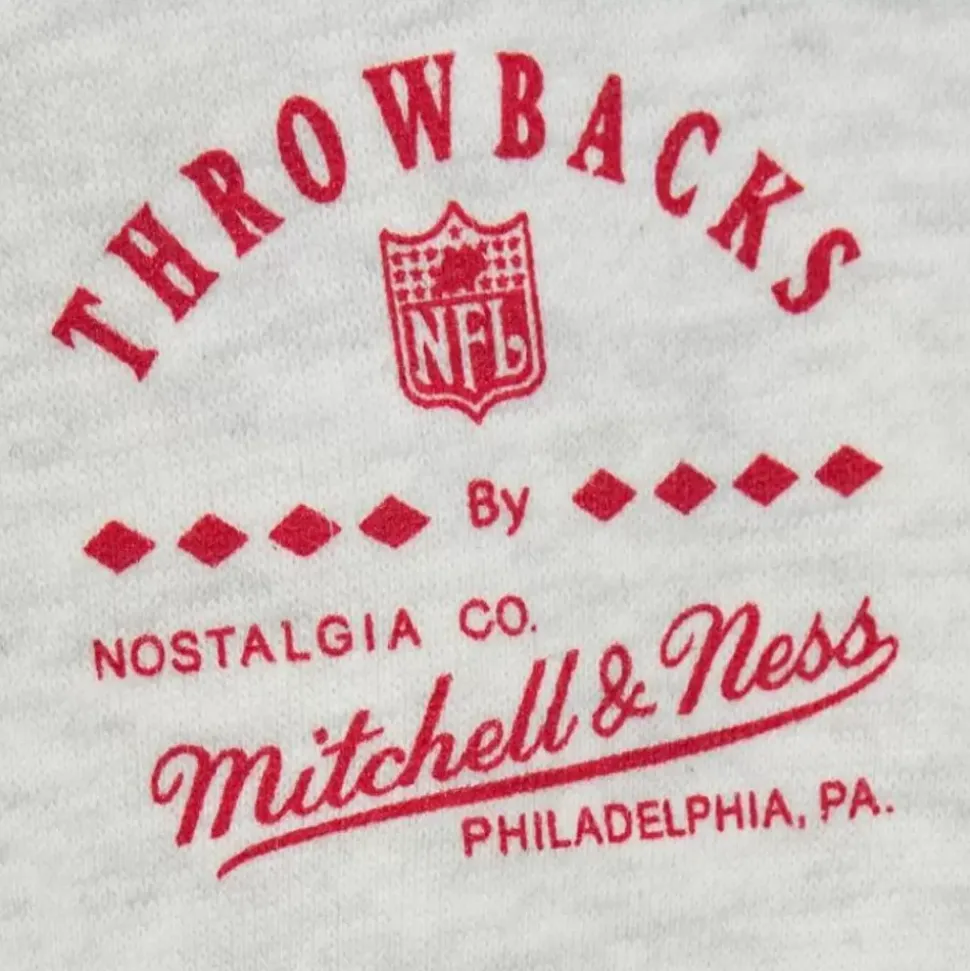 THROWBACKS
NFL
By
NOSTALGIA CO.
Mitchell & Ness
PHILADELPHIA, PA.